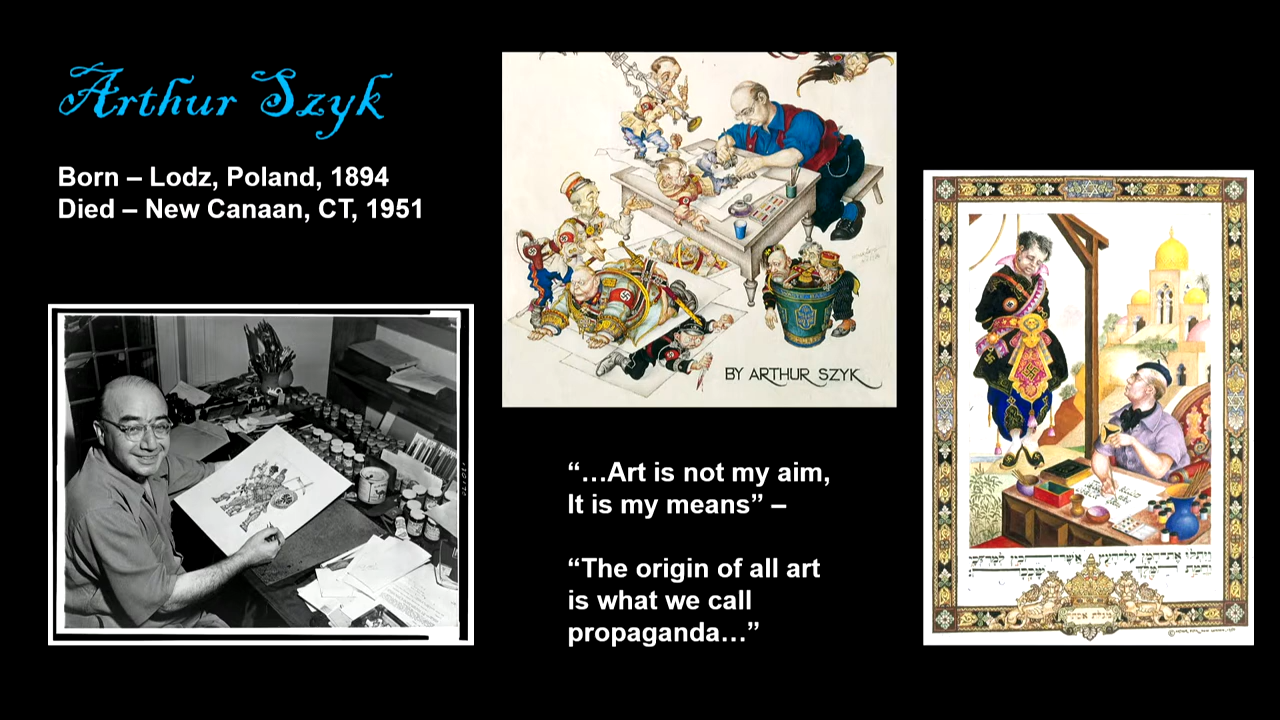 Arthur Szyk
Born – Lodz, Poland, 1894
Died – New Canaan, CT, 1951
BY ARTHUR SZYK
“…Art is not my aim,
It is my means” –
“The origin of all art
is what we call
propaganda…”